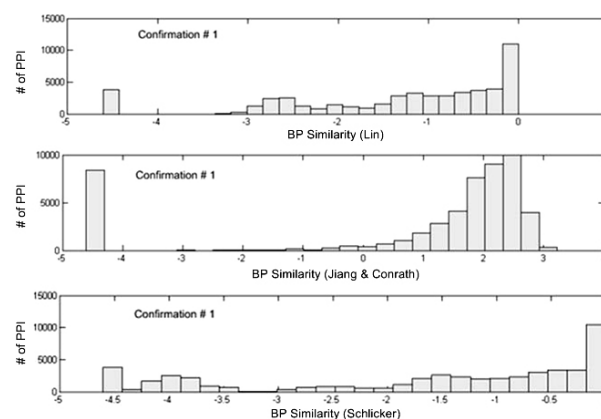 15000
Confirmation # 1
10000
# of PPI
5000
0
-5 -4 -3 -2 -1 0
BP Similarity (Lin)
10000
Confirmation # 1
# of PPI
5000
0
-5 -4 -3 -2 -1 0 1 2 3
BP Similarity (Jiang & Conrath)
15000
Confirmation # 1
10000
# of PPI
5000
0
-5 -4.5 -4 -3.5 -3 -2.5 -2 -1.5 -1 -0.5
BP Similarity (Schlicker)